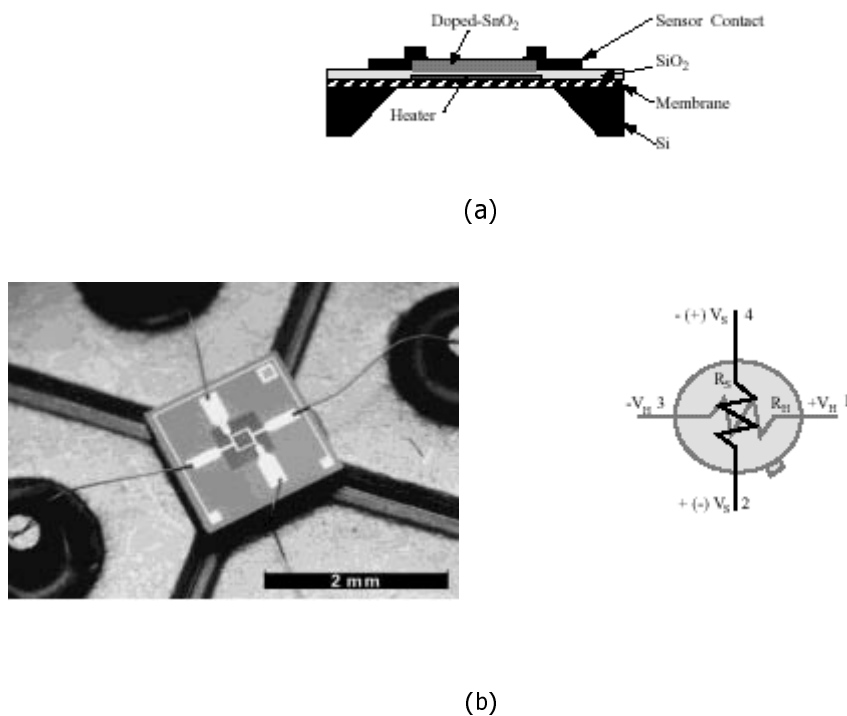 Doped-SnO2
Sensor Contact
SiO2
Membrane
Heater
Si
(a)
- (+) VS 4
RS
-VH 3
RH
+VH 1
+ (-) VS 2
2 mm
(b)